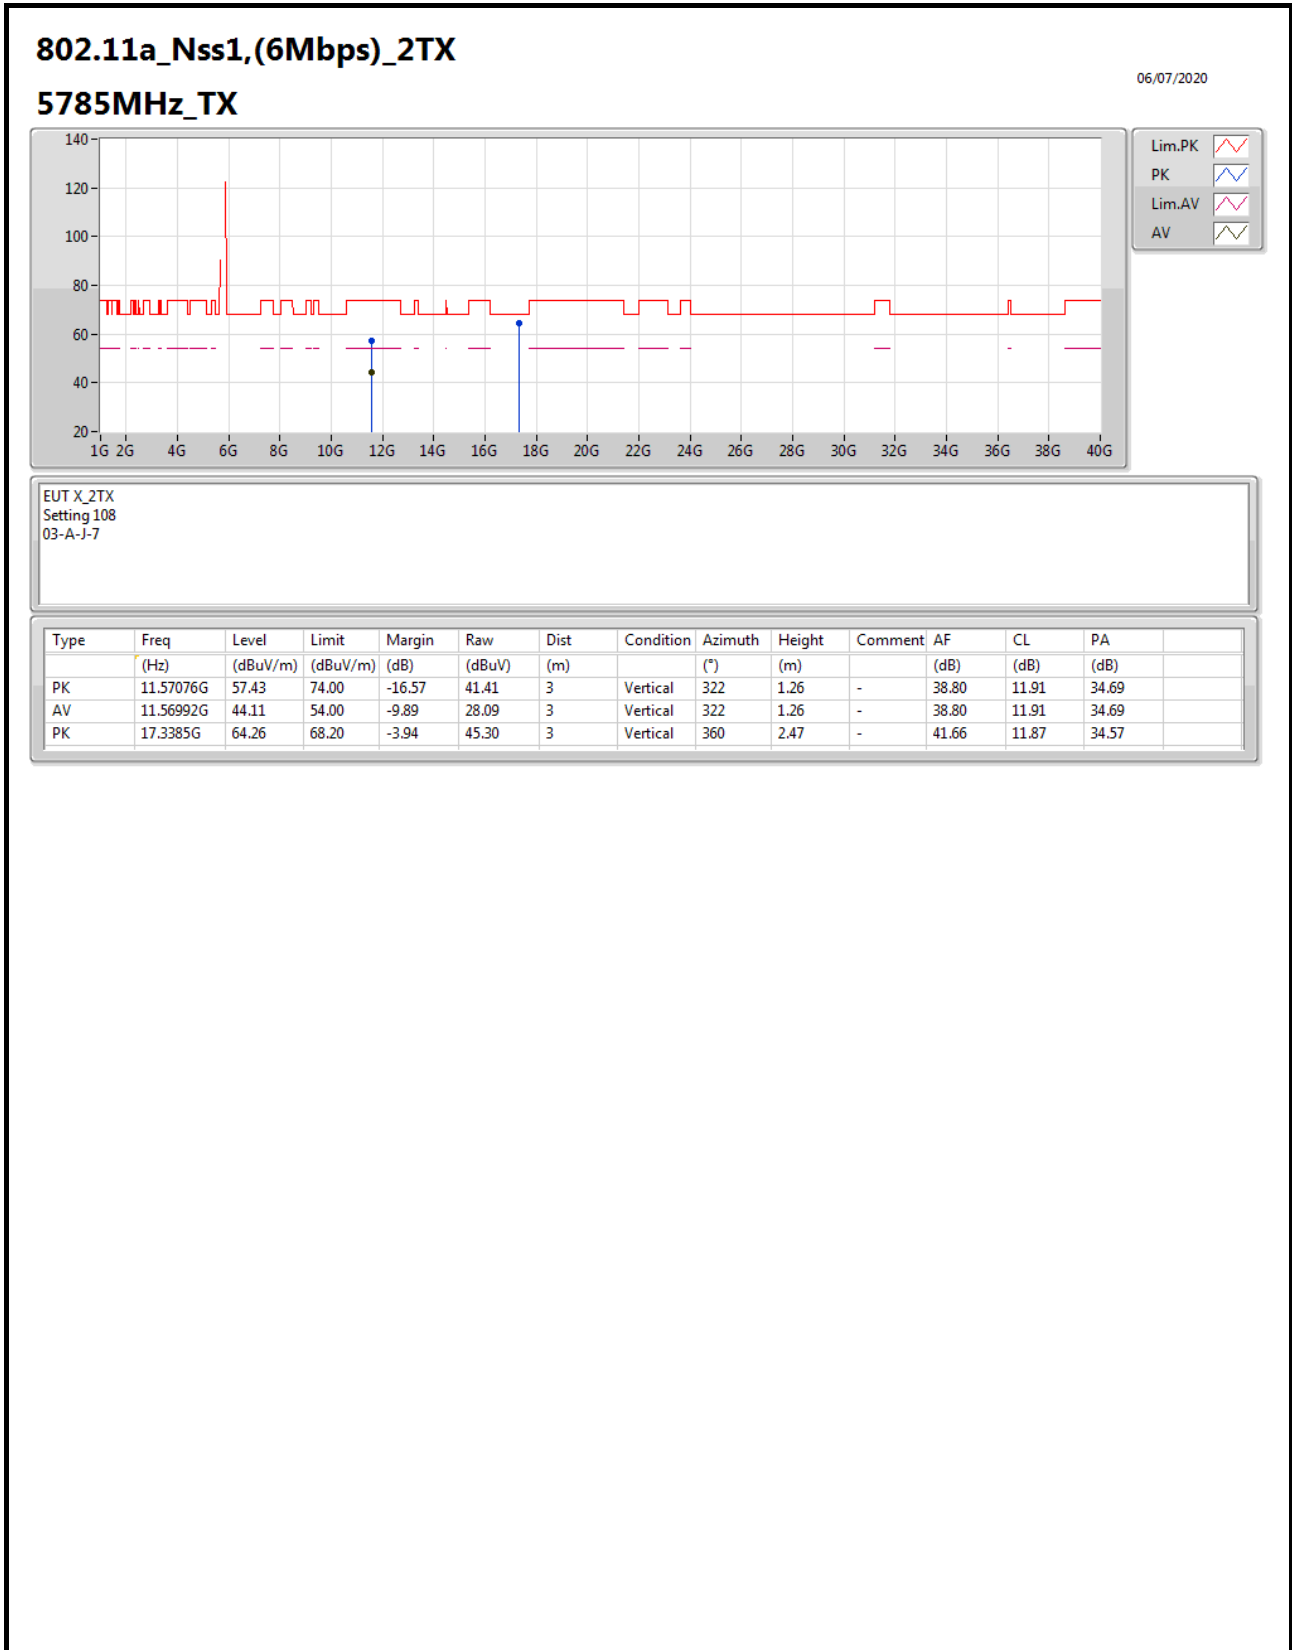 802.11a_Nss1,(6Mbps)_2TX
06/07/2020
5785MHz_TX
140
120
100
80
60
40
20
1G 2G 4G 6G 8G 10G 12G 14G 16G 18G 20G 22G 24G 26G 28G 30G 32G 34G 36G 38G 40G
Lim.PK
PK
Lim.AV
AV
EUT X_2TX
Setting 108
03-A-J-7
Type Freq Level Limit Margin Raw Dist Condition Azimuth Height Comment AF CL PA
(Hz) (dBuV/m) (dBuV/m) (dB) (dBuV) (m) (°) (m) (dB) (dB) (dB)
PK 11.57076G 57.43 74.00 -16.57 41.41 3 Vertical 322 1.26 - 38.80 11.91 34.69
AV 11.56992G 44.11 54.00 -9.89 28.09 3 Vertical 322 1.26 - 38.80 11.91 34.69
PK 17.3385G 64.26 68.20 -3.94 45.30 3 Vertical 360 2.47 - 41.66 11.87 34.57